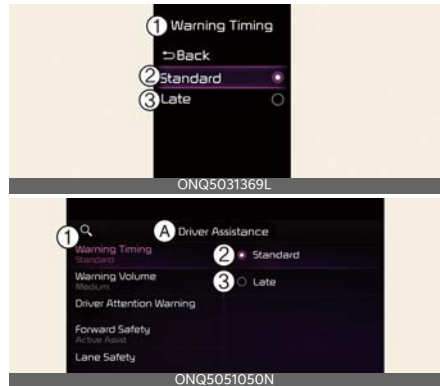 ① Warning Timing
⮌Back
② Standard
③ Late
ONQ5031369L
① Ⓐ Driver Assistance
Warning Timing
Standard
② Standard
Warning Volume
Medium
③ Late
Driver Attention Warning
Forward Safety
Active Assist
Lane Safety
ONQ5051050N